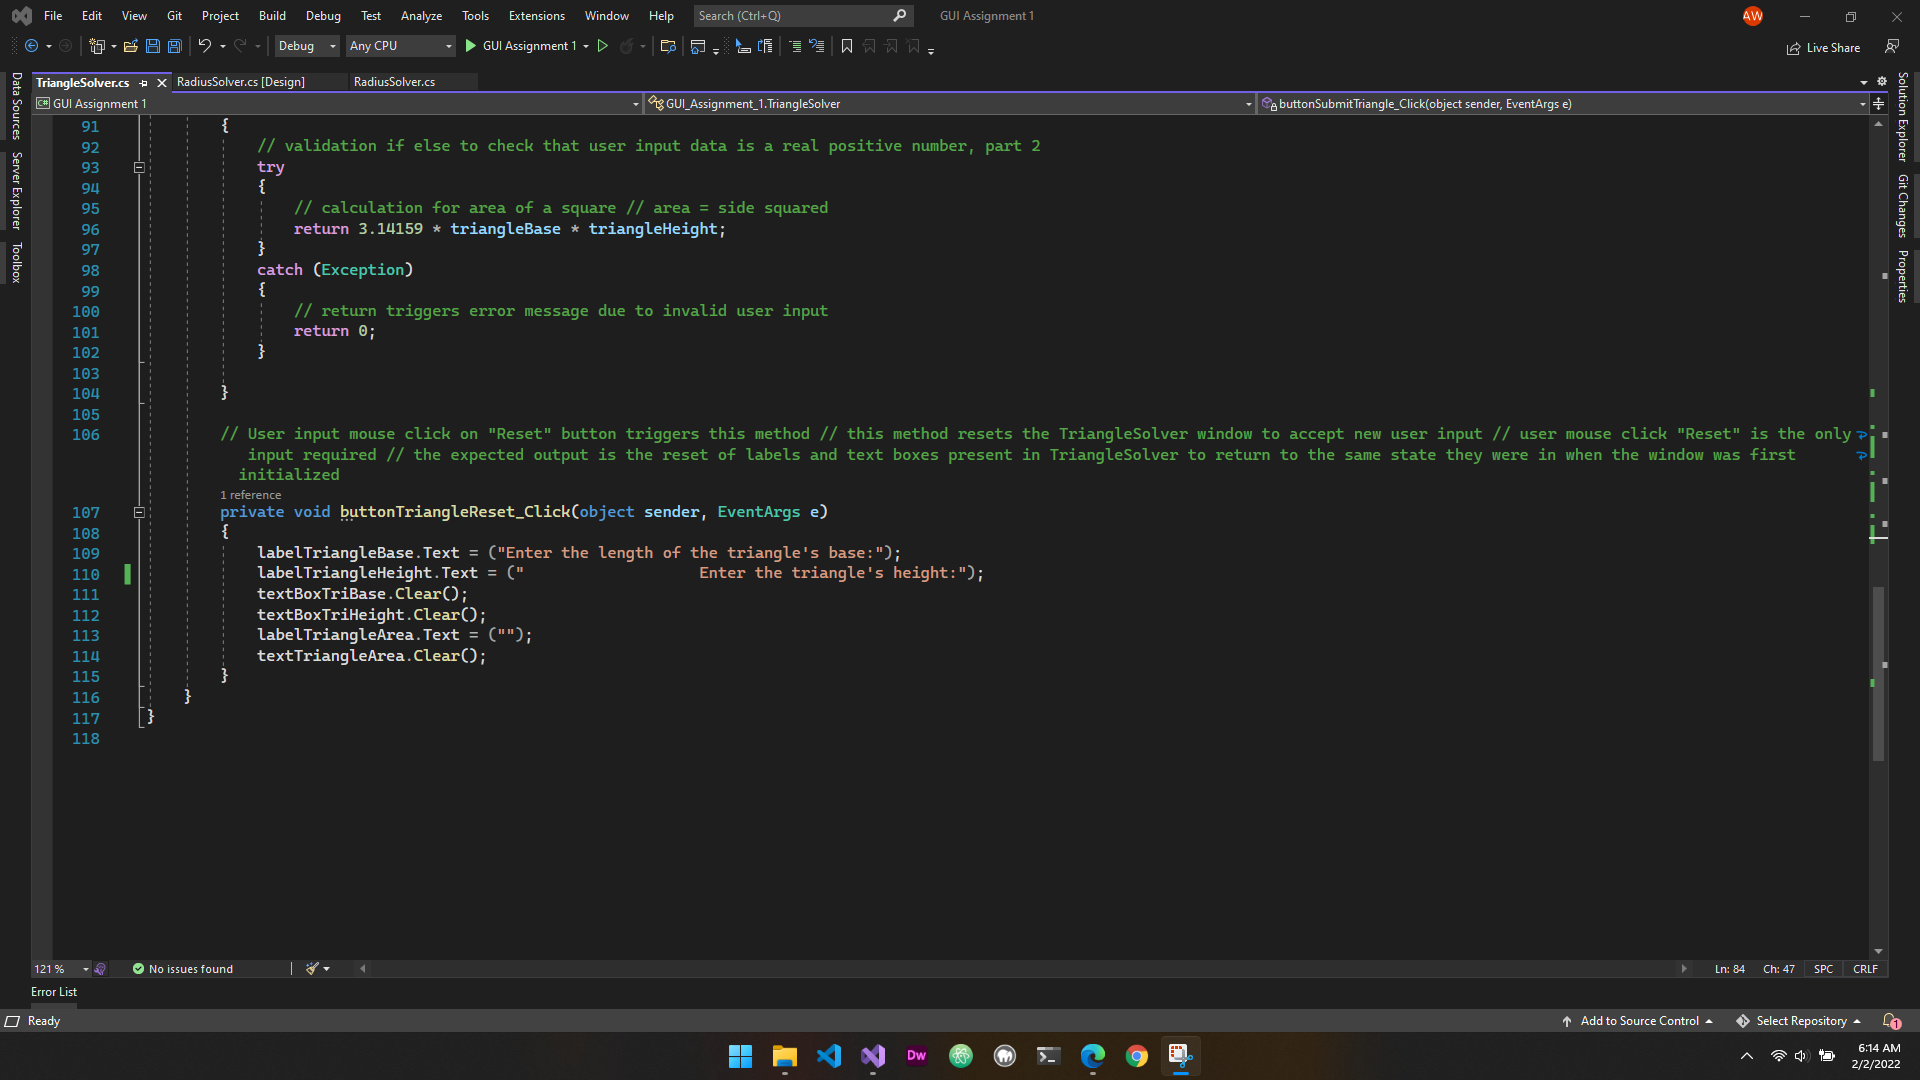 File Edit View Git Project Build Debug Test Analyze Tools Extensions Window Help Search (Ctrl+Q) GUI Assignment 1 AW
Debug Any CPU GUI Assignment 1 Live Share
TriangleSolver.cs RadiusSolver.cs [Design] RadiusSolver.cs
C# GUI Assignment 1 GUI_Assignment_1.TriangleSolver buttonSubmitTriangle_Click(object sender, EventArgs e)
Data Sources
Server Explorer
Toolbox
Solution Explorer
Git Changes
Properties
91 {
92 // validation if else to check that user input data is a real positive number, part 2
93 try
94 {
95 // calculation for area of a square // area = side squared
96 return 3.14159 * triangleBase * triangleHeight;
97 }
98 catch (Exception)
99 {
100 // return triggers error message due to invalid user input
101 return 0;
102 }
103
104 }
105
106 // User input mouse click on "Reset" button triggers this method // this method resets the TriangleSolver window to accept new user input // user mouse click "Reset" is the only
input required // the expected output is the reset of labels and text boxes present in TriangleSolver to return to the same state they were in when the window was first
initialized
1 reference
107 private void buttonTriangleReset_Click(object sender, EventArgs e)
108 {
109 labelTriangleBase.Text = ("Enter the length of the triangle's base:");
110 labelTriangleHeight.Text = ("                   Enter the triangle's height:");
111 textBoxTriBase.Clear();
112 textBoxTriHeight.Clear();
113 labelTriangleArea.Text = ("");
114 textTriangleArea.Clear();
115 }
116 }
117 }
118
121 % No issues found Ln: 84 Ch: 47 SPC CRLF
Error List
Ready Add to Source Control Select Repository 1
Dw
6:14 AM
2/2/2022